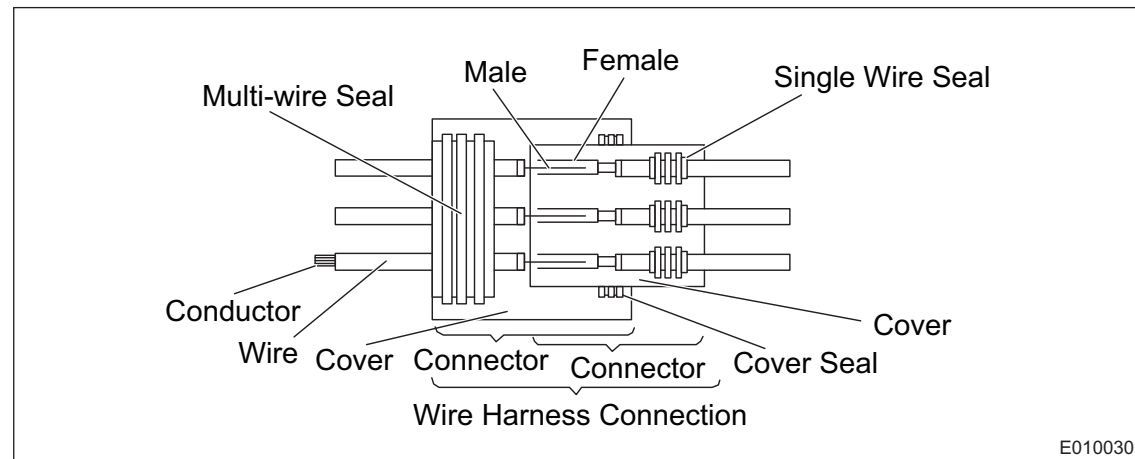 Male
Female
Multi-wire Seal
Single Wire Seal
Conductor
Wire
Cover
Connector
Connector
Cover Seal
Cover
Wire Harness Connection
E010030